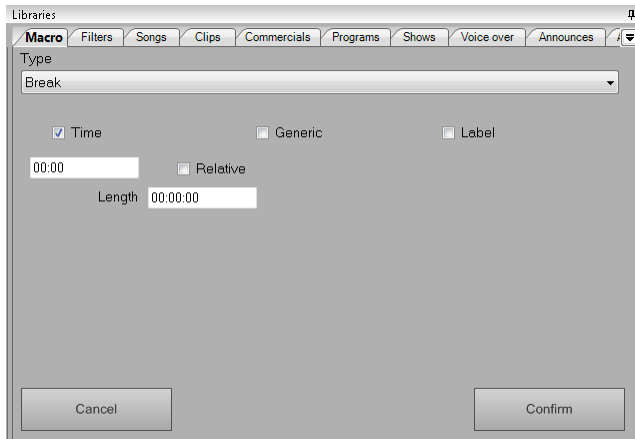 Libraries
Macro Filters Songs Clips Commercials Programs Shows Voice over Announces
Type
Break
Time Generic Label
00:00 Relative
Length 00:00:00
Cancel Confirm